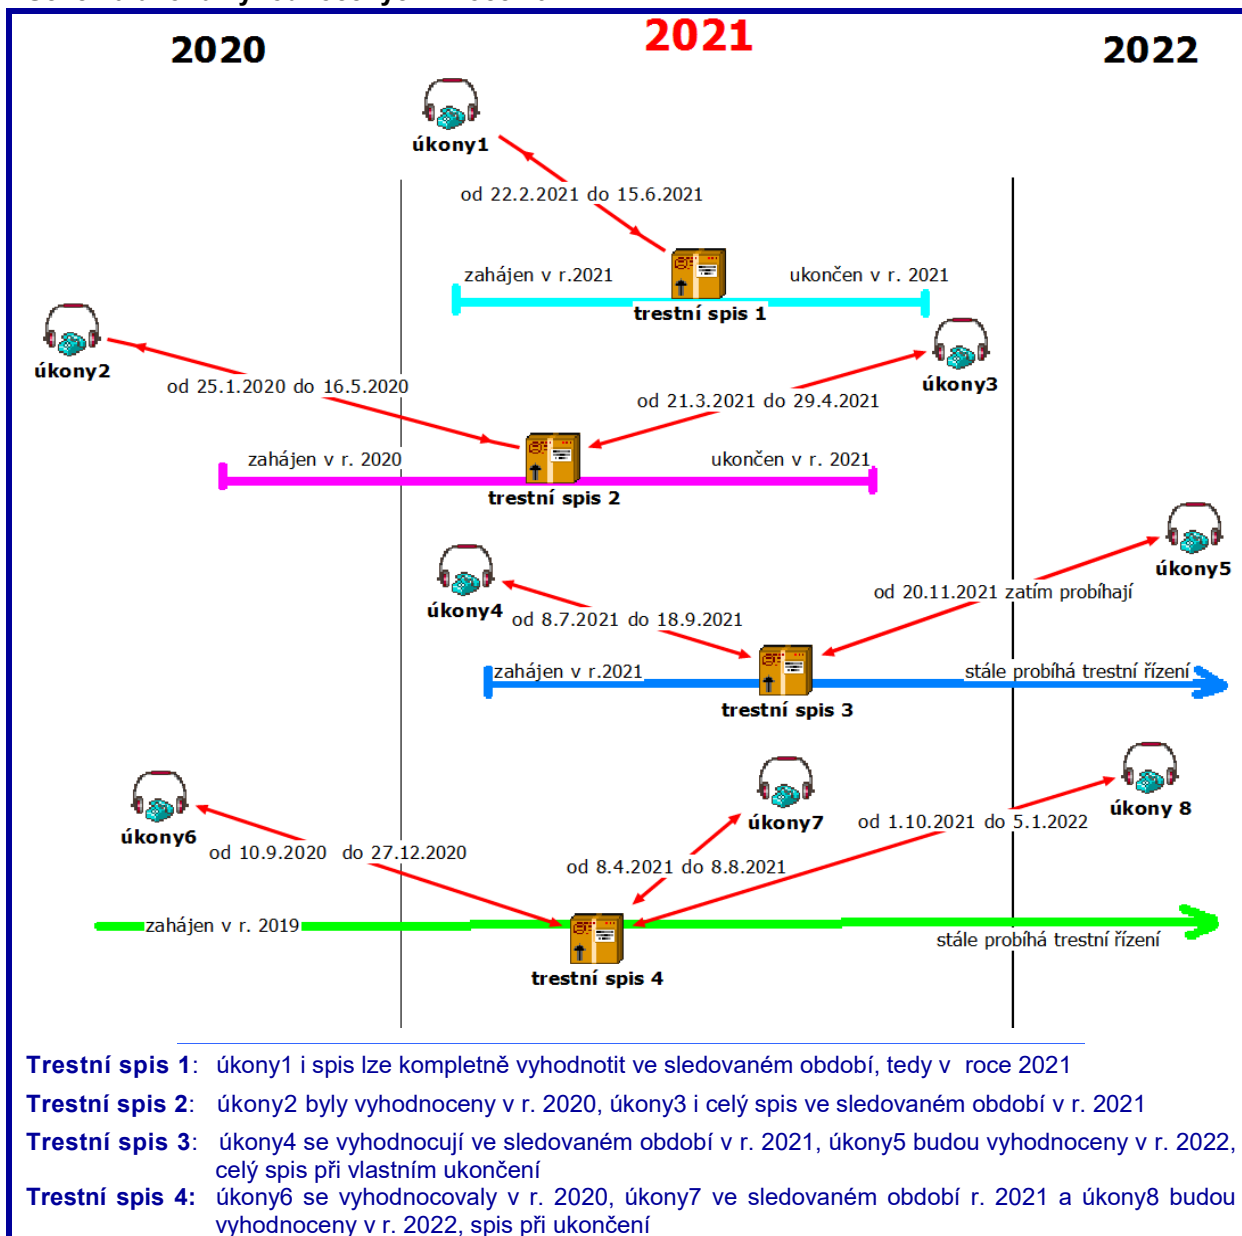 2020
2021
2022
úkony1
od 22.2.2021 do 15.6.2021
zahájen v r.2021
ukončen v r. 2021
trestní spis 1
úkony2
úkony3
od 25.1.2020 do 16.5.2020
od 21.3.2021 do 29.4.2021
zahájen v r. 2020
ukončen v r. 2021
trestní spis 2
úkony4
úkony5
od 8.7.2021 do 18.9.2021
od 20.11.2021 zatím probíhají
zahájen v r.2021
stále probíhá trestní řízení
trestní spis 3
úkony6
úkony7
úkony 8
od 10.9.2020 do 27.12.2020
od 8.4.2021 do 8.8.2021
od 1.10.2021 do 5.1.2022
zahájen v r. 2019
stále probíhá trestní řízení
trestní spis 4
Trestní spis 1: úkony1 i spis lze kompletně vyhodnotit ve sledovaném období, tedy v roce 2021
Trestní spis 2: úkony2 byly vyhodnoceny v r. 2020, úkony3 i celý spis ve sledovaném období v r. 2021
Trestní spis 3: úkony4 se vyhodnocují ve sledovaném období v r. 2021, úkony5 budou vyhodnoceny v r. 2022,
celý spis při vlastním ukončení
Trestní spis 4: úkony6 se vyhodnocovaly v r. 2020, úkony7 ve sledovaném období r. 2021 a úkony8 budou
vyhodnoceny v r. 2022, spis při ukončení